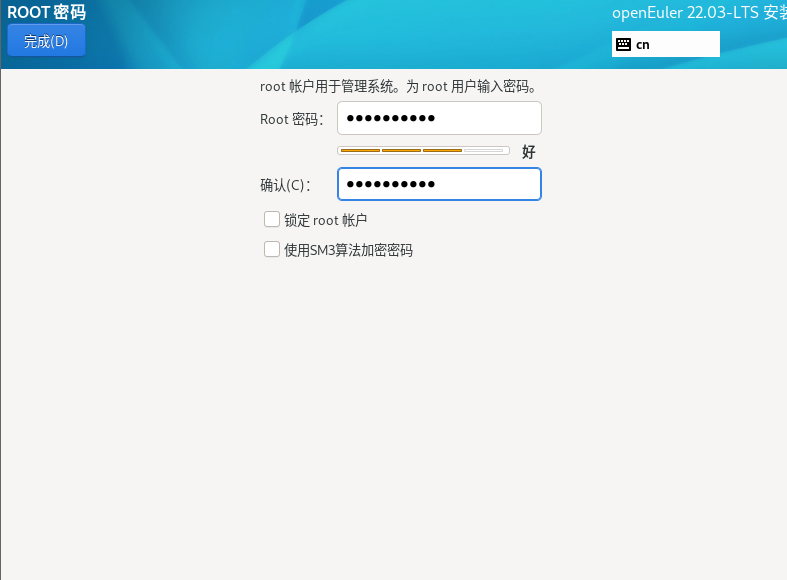 ROOT 密码
openEuler 22.03-LTS 安装
完成(D)
cn
root 帐户用于管理系统。为 root 用户输入密码。
Root 密码：
●●●●●●●●●●
好
确认(C)：
●●●●●●●●●●
锁定 root 帐户
使用SM3算法加密密码